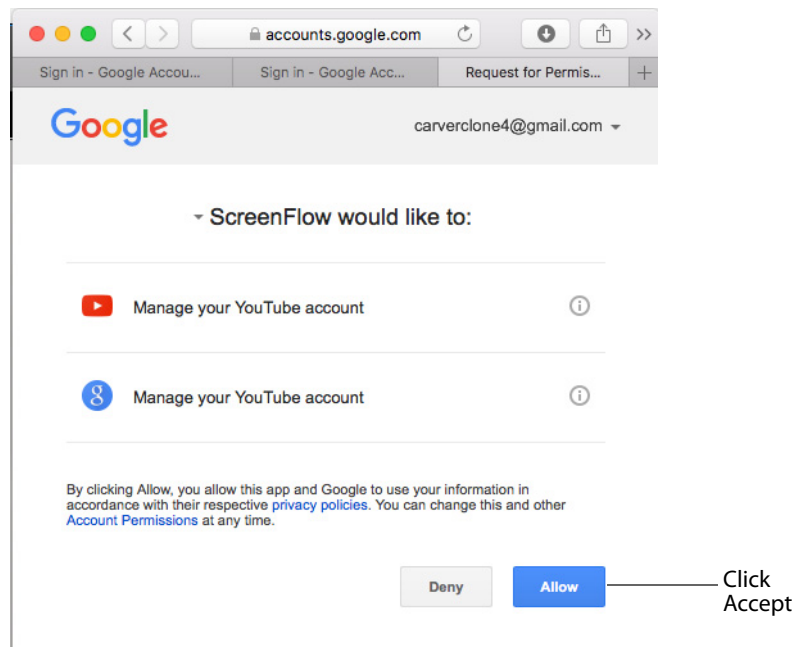 accounts.google.com
Sign in - Google Accou...
Sign in - Google Acc...
Request for Permis...
Google
carverclone4@gmail.com
ScreenFlow would like to:
Manage your YouTube account
8 Manage your YouTube account
By clicking Allow, you allow this app and Google to use your information in
accordance with their respective privacy policies. You can change this and other
Account Permissions at any time.
Deny
Allow
Click
Accept